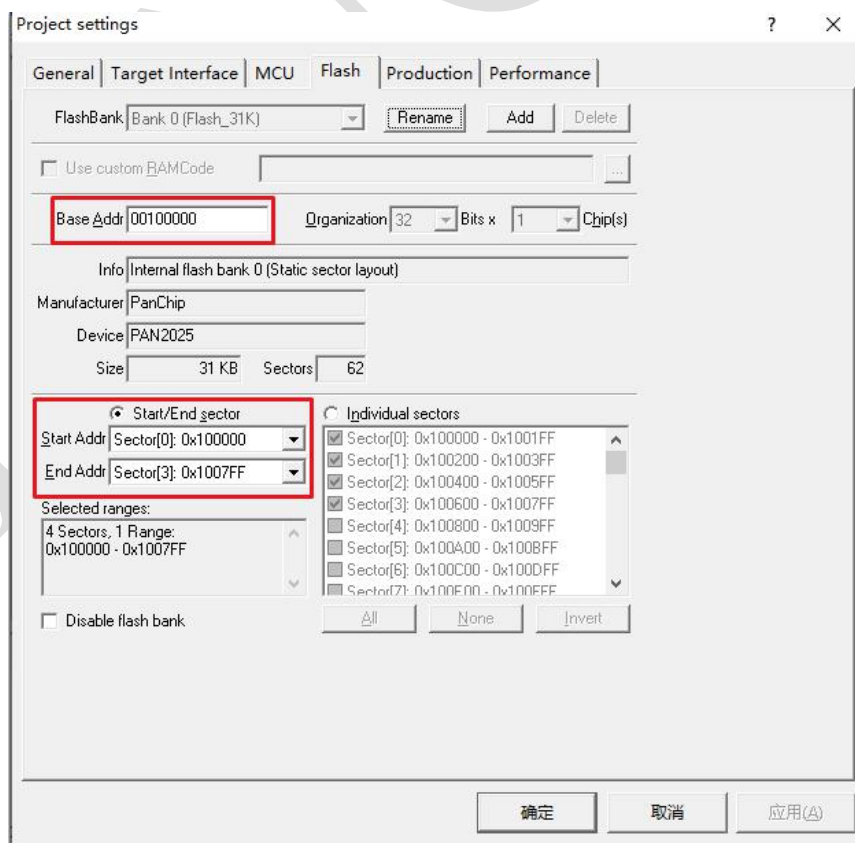 Project settings ? ×
General Target Interface MCU Flash Production Performance
FlashBank Bank 0 (Flash_31K) Rename Add Delete
Use custom RAMCode ...
Base Addr 00100000 Organization 32 Bits x 1 Chip(s)
Info Internal flash bank 0 (Static sector layout)
Manufacturer PanChip
Device PAN2025
Size 31 KB Sectors 62
Start/End sector
Start Addr Sector[0]: 0x100000
End Addr Sector[3]: 0x1007FF
Selected ranges:
4 Sectors, 1 Range:
0x100000 - 0x1007FF
Disable flash bank
Individual sectors
Sector[0]: 0x100000 - 0x1001FF
Sector[1]: 0x100200 - 0x1003FF
Sector[2]: 0x100400 - 0x1005FF
Sector[3]: 0x100600 - 0x1007FF
Sector[4]: 0x100800 - 0x1009FF
Sector[5]: 0x100A00 - 0x100BFF
Sector[6]: 0x100C00 - 0x100DFF
Sector[7]: 0x100E00 - 0x100FFF
All None Invert
确定 取消 应用(A)